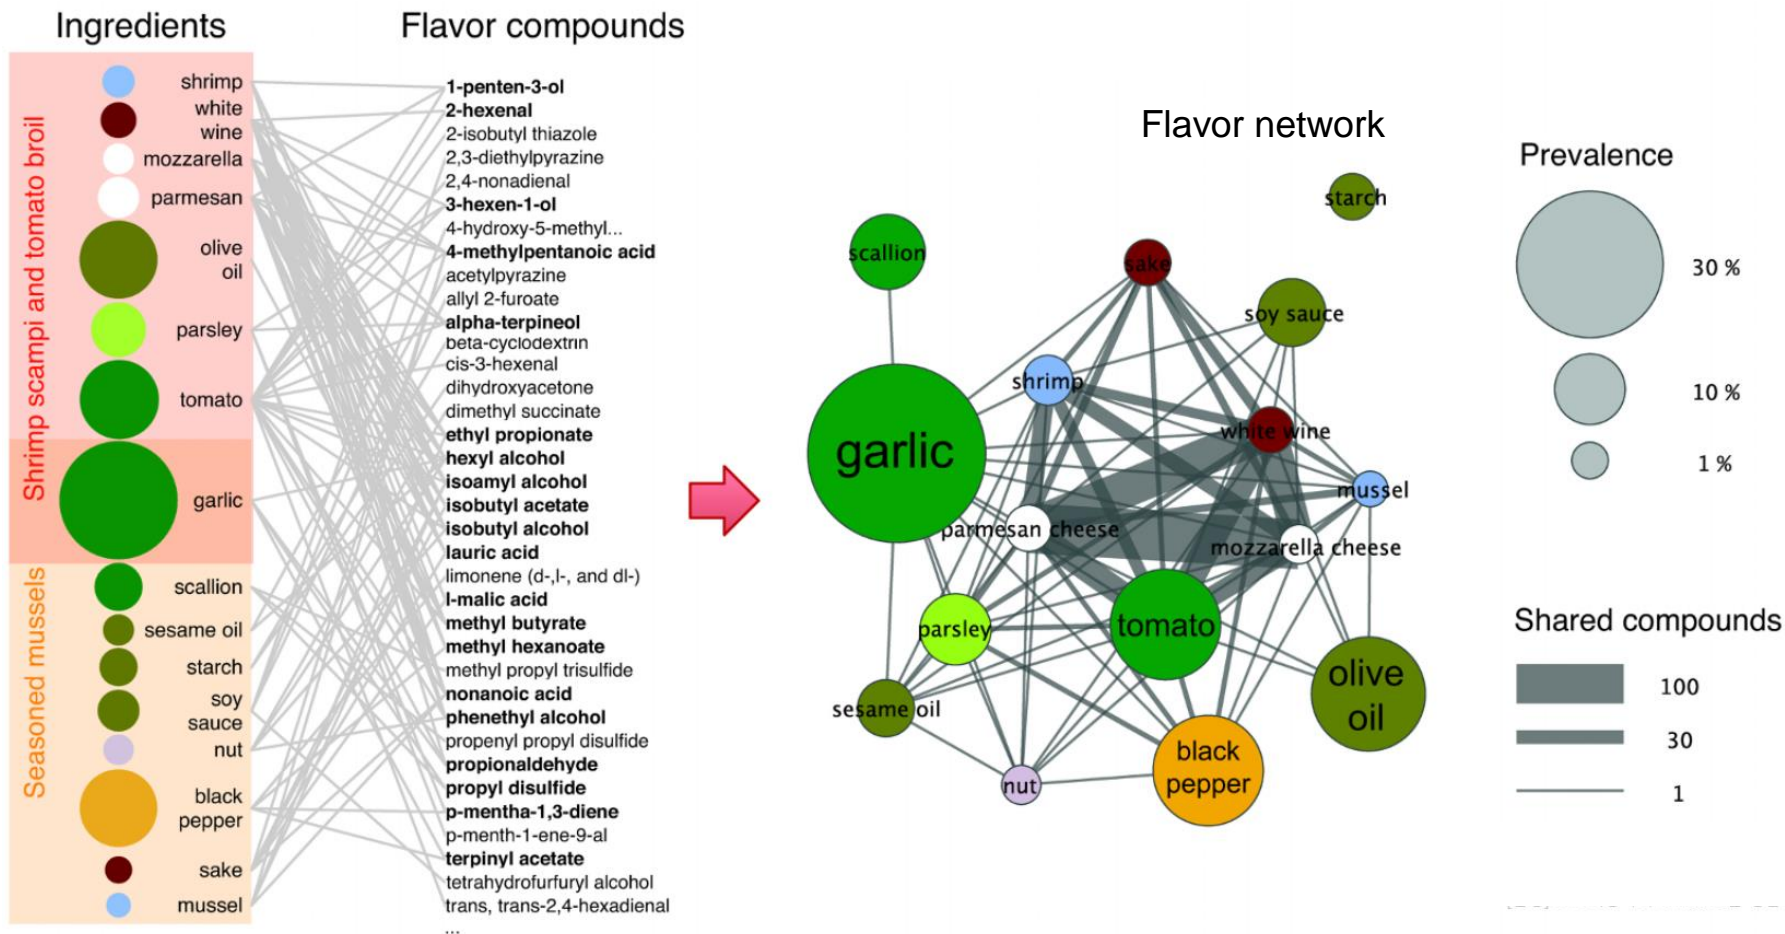 Ingredients
Flavor compounds
Shrimp scampi and tomato broil
Seasoned mussels
shrimp
white
wine
mozzarella
parmesan
olive
oil
parsley
tomato
garlic
scallion
sesame oil
starch
soy
sauce
nut
black
pepper
sake
mussel
1-penten-3-ol
2-hexenal
2-isobutyl thiazole
2,3-diethylpyrazine
2,4-nonadienal
3-hexen-1-ol
4-hydroxy-5-methyl...
4-methylpentanoic acid
acetylpyrazine
allyl 2-furoate
alpha-terpineol
beta-cyclodextrin
cis-3-hexenal
dihydroxyacetone
dimethyl succinate
ethyl propionate
hexyl alcohol
isoamyl alcohol
isobutyl acetate
isobutyl alcohol
lauric acid
limonene (d-,l-, and dl-)
l-malic acid
methyl butyrate
methyl hexanoate
methyl propyl trisulfide
nonanoic acid
phenethyl alcohol
propenyl propyl disulfide
propionaldehyde
propyl disulfide
p-mentha-1,3-diene
p-menth-1-ene-9-al
terpinyl acetate
tetrahydrofurfuryl alcohol
trans, trans-2,4-hexadienal
...
Flavor network
starch
scallion
sake
soy sauce
shrimp
garlic
white wine
mussel
parmesan cheese
mozzarella cheese
parsley
tomato
olive
oil
sesame oil
black
pepper
nut
Prevalence
30 %
10 %
1 %
Shared compounds
100
30
1